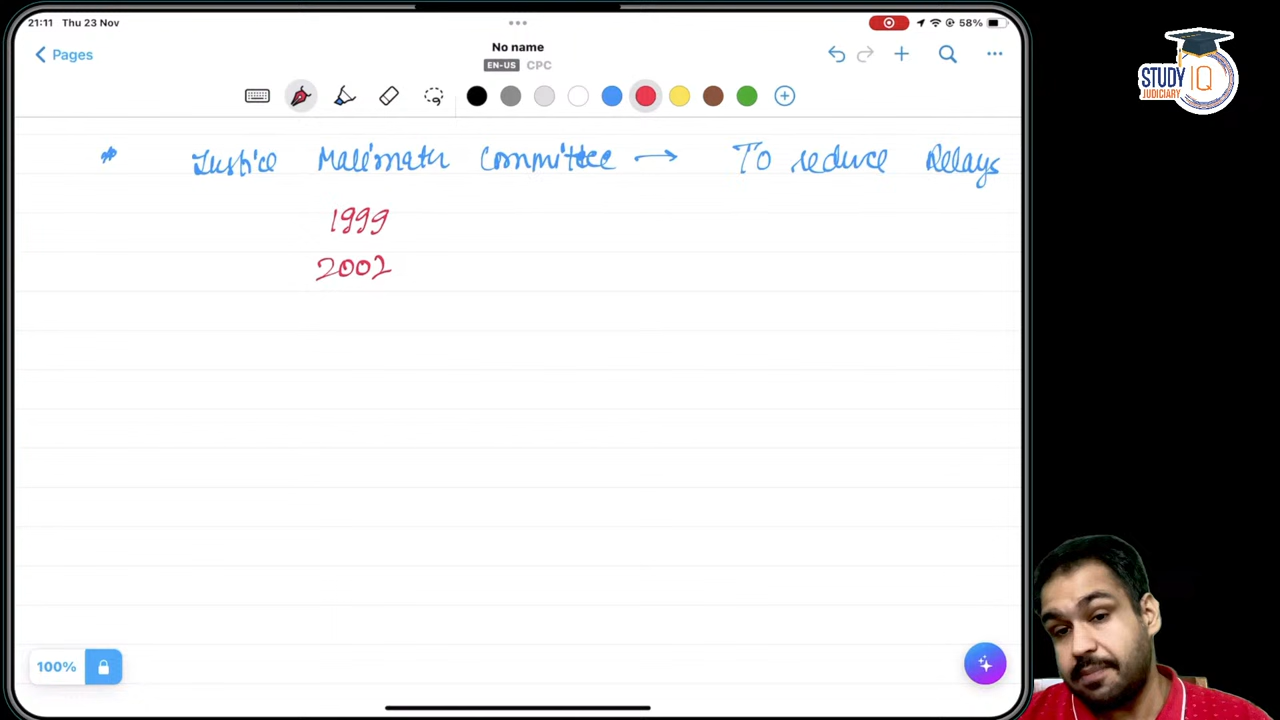 21:11 Thu 23 Nov
58%
Pages
No name
EN-US CPC
* Justice Malimath Committee → To reduce Delays
1999
2002
100%
STUDY IQ
JUDICIARY